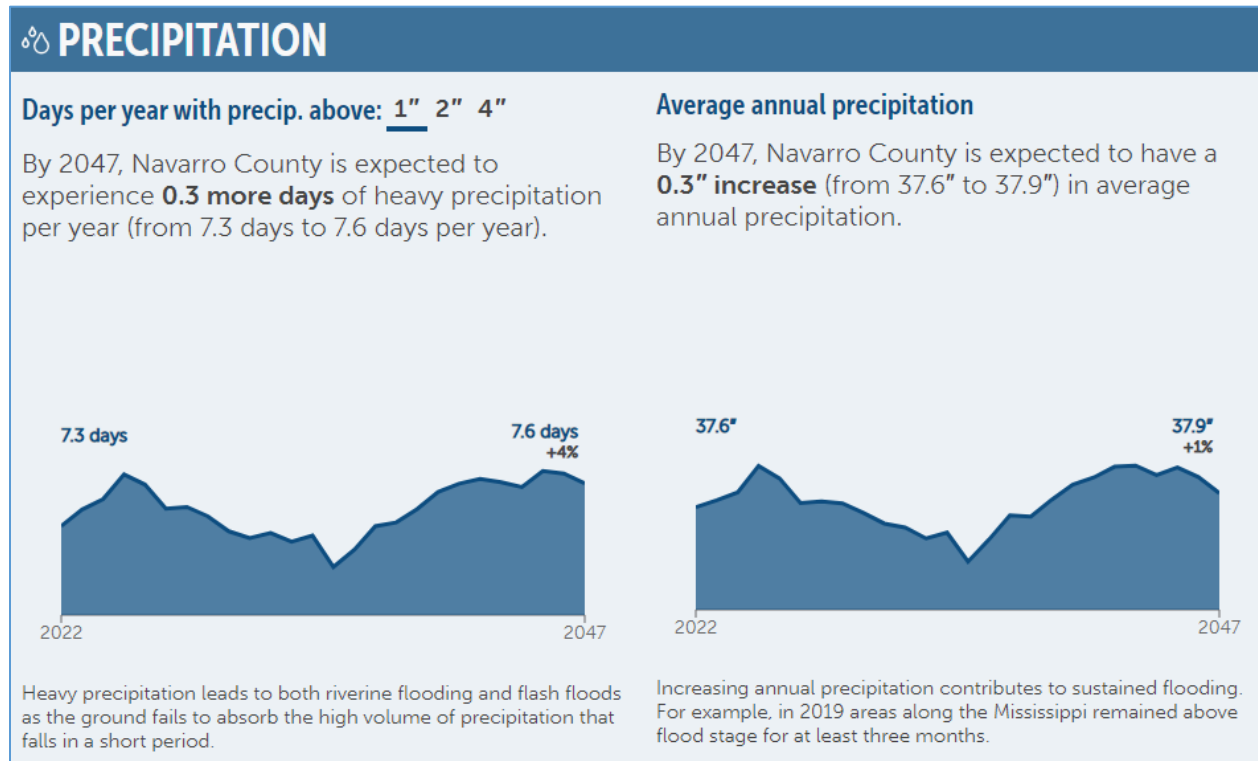 PRECIPITATION
Days per year with precip. above: 1″ 2″ 4″
By 2047, Navarro County is expected to
experience 0.3 more days of heavy precipitation
per year (from 7.3 days to 7.6 days per year).
7.3 days
7.6 days
+4%
2022
2047
Heavy precipitation leads to both riverine flooding and flash floods
as the ground fails to absorb the high volume of precipitation that
falls in a short period.
Average annual precipitation
By 2047, Navarro County is expected to have a
0.3″ increase (from 37.6″ to 37.9″) in average
annual precipitation.
37.6″
37.9″
+1%
2022
2047
Increasing annual precipitation contributes to sustained flooding.
For example, in 2019 areas along the Mississippi remained above
flood stage for at least three months.